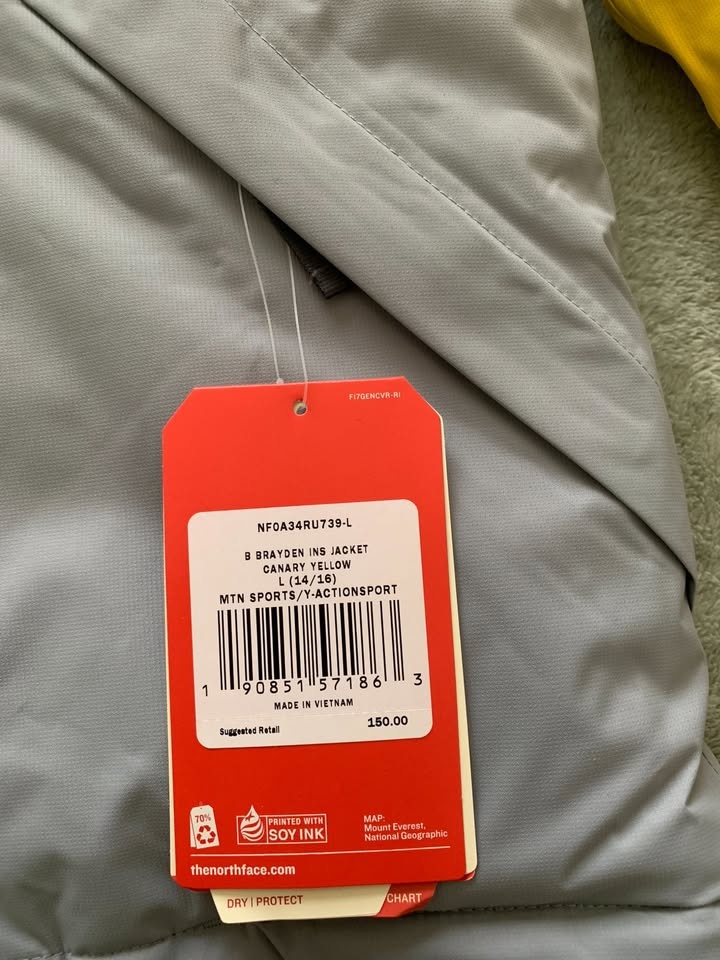 F17GENCVR-RI
NF0A34RU739-L
B BRAYDEN INS JACKET
CANARY YELLOW
L (14/16)
MTN SPORTS/Y-ACTIONSPORT
1 90851 57186 3
MADE IN VIETNAM
Suggested Retail 150.00
70%
PRINTED WITH
SOY INK
MAP:
Mount Everest,
National Geographic
thenorthface.com
DRY | PROTECT
CHART